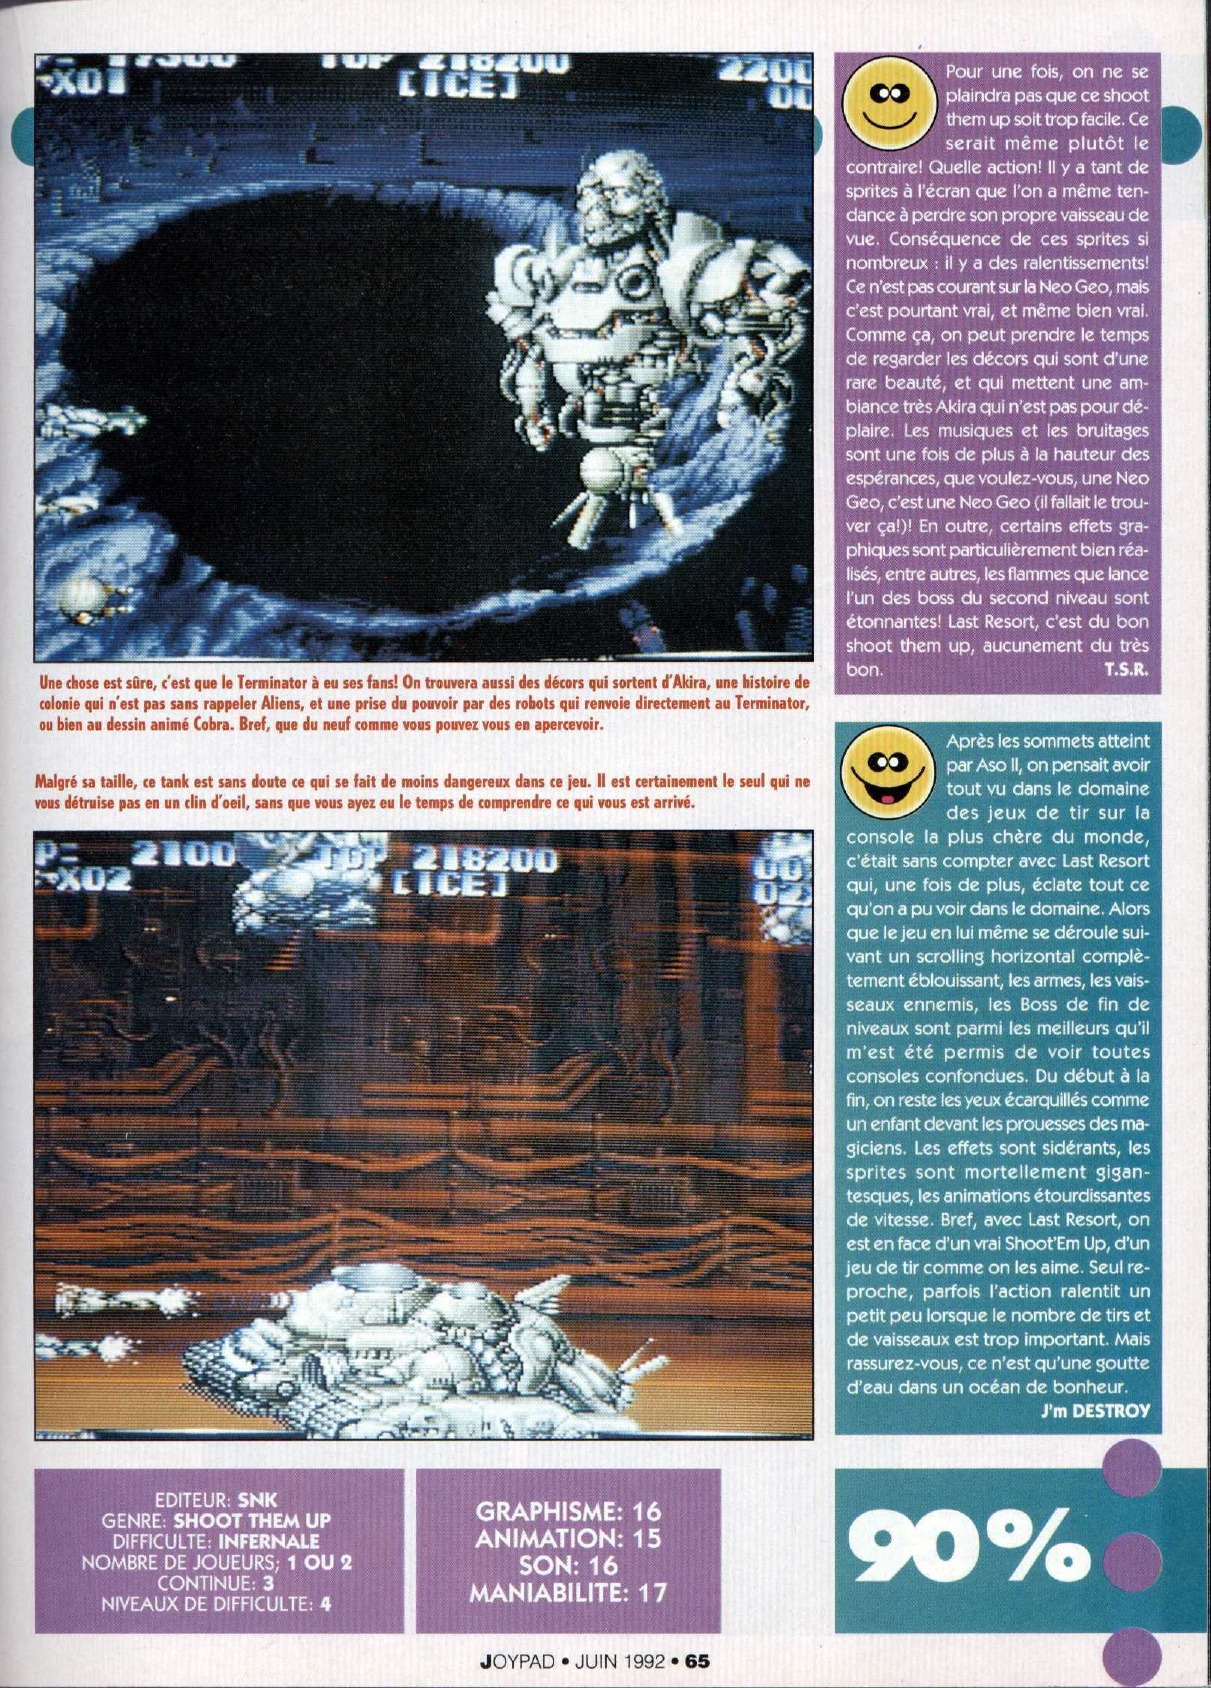 P= 17300 TOP 218200 2200
X01 [ICE] 00
Une chose est sûre, c'est que le Terminator à eu ses fans! On trouvera aussi des décors qui sortent d'Akira, une histoire de
colonie qui n'est pas sans rappeler Aliens, et une prise du pouvoir par des robots qui renvoie directement au Terminator,
ou bien au dessin animé Cobra. Bref, que du neuf comme vous pouvez vous en apercevoir.
Malgré sa taille, ce tank est sans doute ce qui se fait de moins dangereux dans ce jeu. Il est certainement le seul qui ne
vous détruise pas en un clin d'oeil, sans que vous ayez eu le temps de comprendre ce qui vous est arrivé.
P= 2100 TOP 218200 00
X02 [ICE] 02
Pour une fois, on ne se
plaindra pas que ce shoot
them up soit trop facile. Ce
serait même plutôt le
contraire! Quelle action! Il y a tant de
sprites à l'écran que l'on a même ten-
dance à perdre son propre vaisseau de
vue. Conséquence de ces sprites si
nombreux : il y a des ralentissements!
Ce n'est pas courant sur la Neo Geo, mais
c'est pourtant vrai, et même bien vrai.
Comme ça, on peut prendre le temps
de regarder les décors qui sont d'une
rare beauté, et qui mettent une am-
biance très Akira qui n'est pas pour dé-
plaire. Les musiques et les bruitages
sont une fois de plus à la hauteur des
espérances, que voulez-vous, une Neo
Geo, c'est une Neo Geo (il fallait le trou-
ver ça!)! En outre, certains effets gra-
phiques sont particulièrement bien réa-
lisés, entre autres, les flammes que lance
l'un des boss du second niveau sont
étonnantes! Last Resort, c'est du bon
shoot them up, aucunement du très
bon. T.S.R.
Après les sommets atteint
par Aso II, on pensait avoir
tout vu dans le domaine
des jeux de tir sur la
console la plus chère du monde,
c'était sans compter avec Last Resort
qui, une fois de plus, éclate tout ce
qu'on a pu voir dans le domaine. Alors
que le jeu en lui même se déroule sui-
vant un scrolling horizontal complè-
tement éblouissant, les armes, les vais-
seaux ennemis, les Boss de fin de
niveaux sont parmi les meilleurs qu'il
m'est été permis de voir toutes
consoles confondues. Du début à la
fin, on reste les yeux écarquillés comme
un enfant devant les prouesses des ma-
giciens. Les effets sont sidérants, les
sprites sont mortellement gigan-
tesques, les animations étourdissantes
de vitesse. Bref, avec Last Resort, on
est en face d'un vrai Shoot'Em Up, d'un
jeu de tir comme on les aime. Seul re-
proche, parfois l'action ralentit un
petit peu lorsque le nombre de tirs et
de vaisseaux est trop important. Mais
rassurez-vous, ce n'est qu'une goutte
d'eau dans un océan de bonheur.
J'm DESTROY
EDITEUR: SNK
GENRE: SHOOT THEM UP
DIFFICULTE: INFERNALE
NOMBRE DE JOUEURS; 1 OU 2
CONTINUE: 3
NIVEAUX DE DIFFICULTE: 4
GRAPHISME: 16
ANIMATION: 15
SON: 16
MANIABILITE: 17
90%
JOYPAD • JUIN 1992 • 65